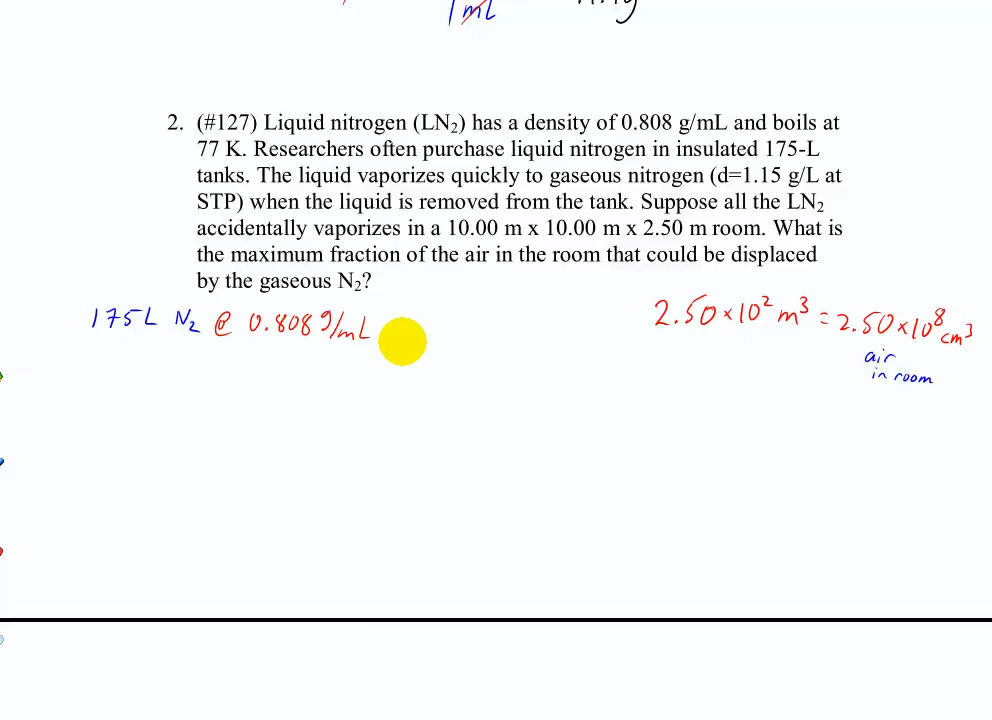 1 mL
2. (#127) Liquid nitrogen (LN₂) has a density of 0.808 g/mL and boils at
77 K. Researchers often purchase liquid nitrogen in insulated 175-L
tanks. The liquid vaporizes quickly to gaseous nitrogen (d=1.15 g/L at
STP) when the liquid is removed from the tank. Suppose all the LN₂
accidentally vaporizes in a 10.00 m x 10.00 m x 2.50 m room. What is
the maximum fraction of the air in the room that could be displaced
by the gaseous N₂?
175L N₂ @ 0.808 g/mL
2.50×10² m³ = 2.50×10⁸ cm³
air
in room